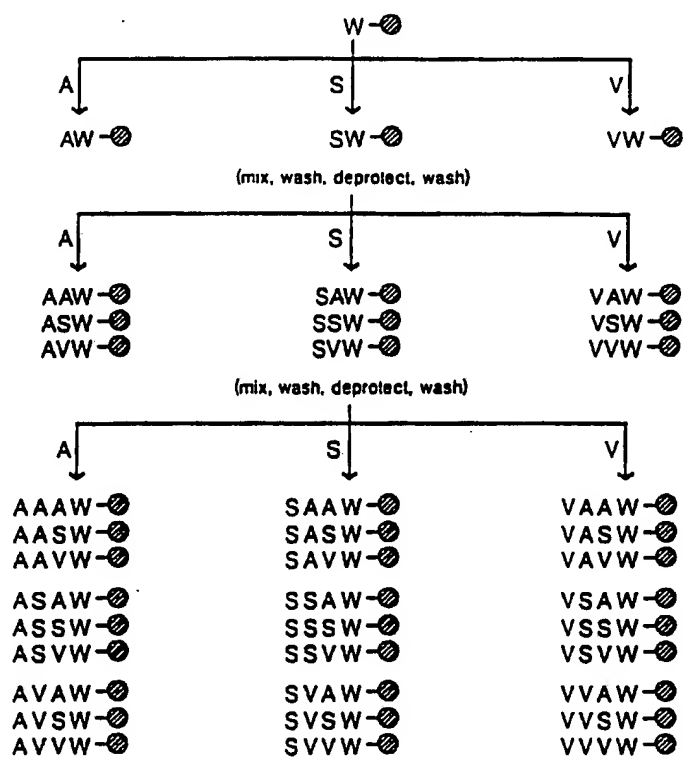 W
A S V
AW SW VW
(mix, wash, deprotect, wash)
A S V
AAW SAW VAW
ASW SSW VSW
AVW SVW VVW
(mix, wash, deprotect, wash)
A S V
AAAW SAAW VAAW
AASW SASW VASW
AAVW SAVW VAVW
ASAW SSAW VSAW
ASSW SSSW VSSW
ASVW SSVW VSVW
AVAW SVAW VVAW
AVSW SVSW VVSW
AVVW SVVW VVVW